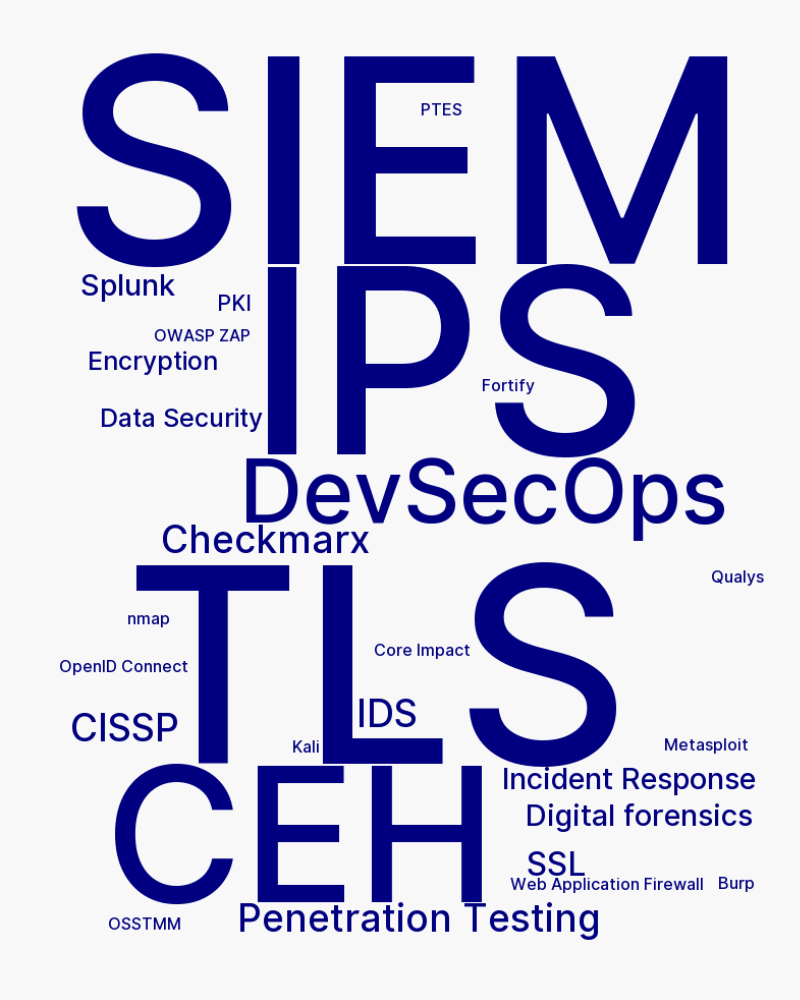 SIEM
PTES
Splunk
PKI
IPS
OWASP ZAP
Encryption
Fortify
Data Security
DevSecOps
Checkmarx
TLS
Qualys
nmap
Core Impact
OpenID Connect
IDS
CISSP
Kali
Metasploit
CEH
Incident Response
Digital forensics
SSL
Web Application Firewall
Burp
OSSTMM
Penetration Testing